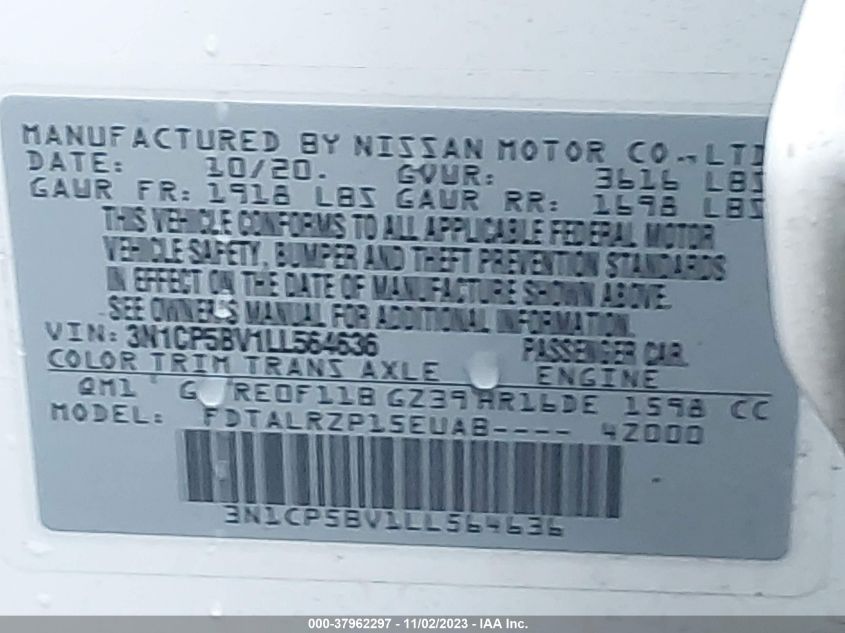 MANUFACTURED BY NISSAN MOTOR CO., LTD
DATE: 10/20. GVWR: 3616 LBS
GAWR FR: 1918 LBS GAWR RR: 1698 LBS
THIS VEHICLE CONFORMS TO ALL APPLICABLE FEDERAL MOTOR
VEHICLE SAFETY, BUMPER AND THEFT PREVENTION STANDARDS
IN EFFECT ON THE DATE OF MANUFACTURE SHOWN ABOVE.
SEE OWNER'S MANUAL FOR ADDITIONAL INFORMATION.
VIN: 3N1CP5BV1LL564636 PASSENGER CAR
COLOR TRIM TRANS AXLE ENGINE
QM1 G RE0F11B GZ39 HR16DE 1598 CC
MODEL: FDTALRZP15EUAB---- 4Z000
3N1CP5BV1LL564636
000-37962297 - 11/02/2023 - IAA Inc.